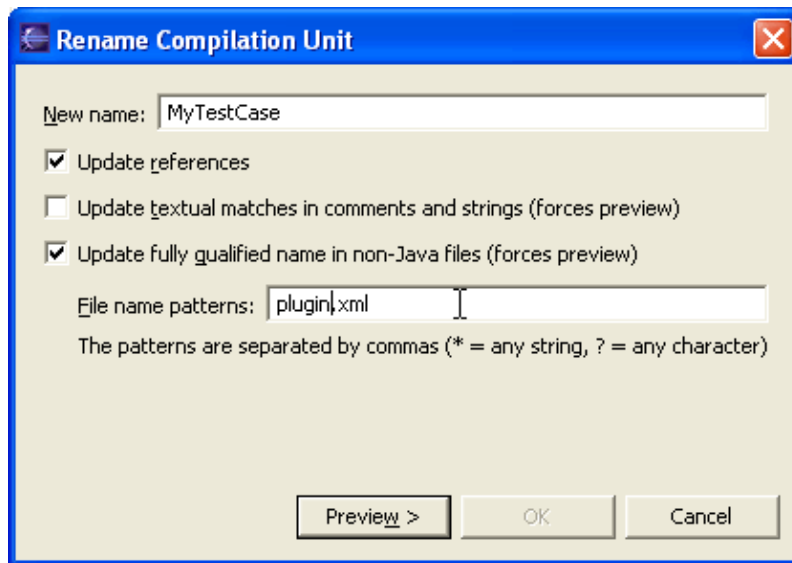 Rename Compilation Unit
New name: MyTestCase
Update references
Update textual matches in comments and strings (forces preview)
Update fully qualified name in non-Java files (forces preview)
File name patterns: plugin.xml
The patterns are separated by commas (* = any string, ? = any character)
Preview > OK Cancel